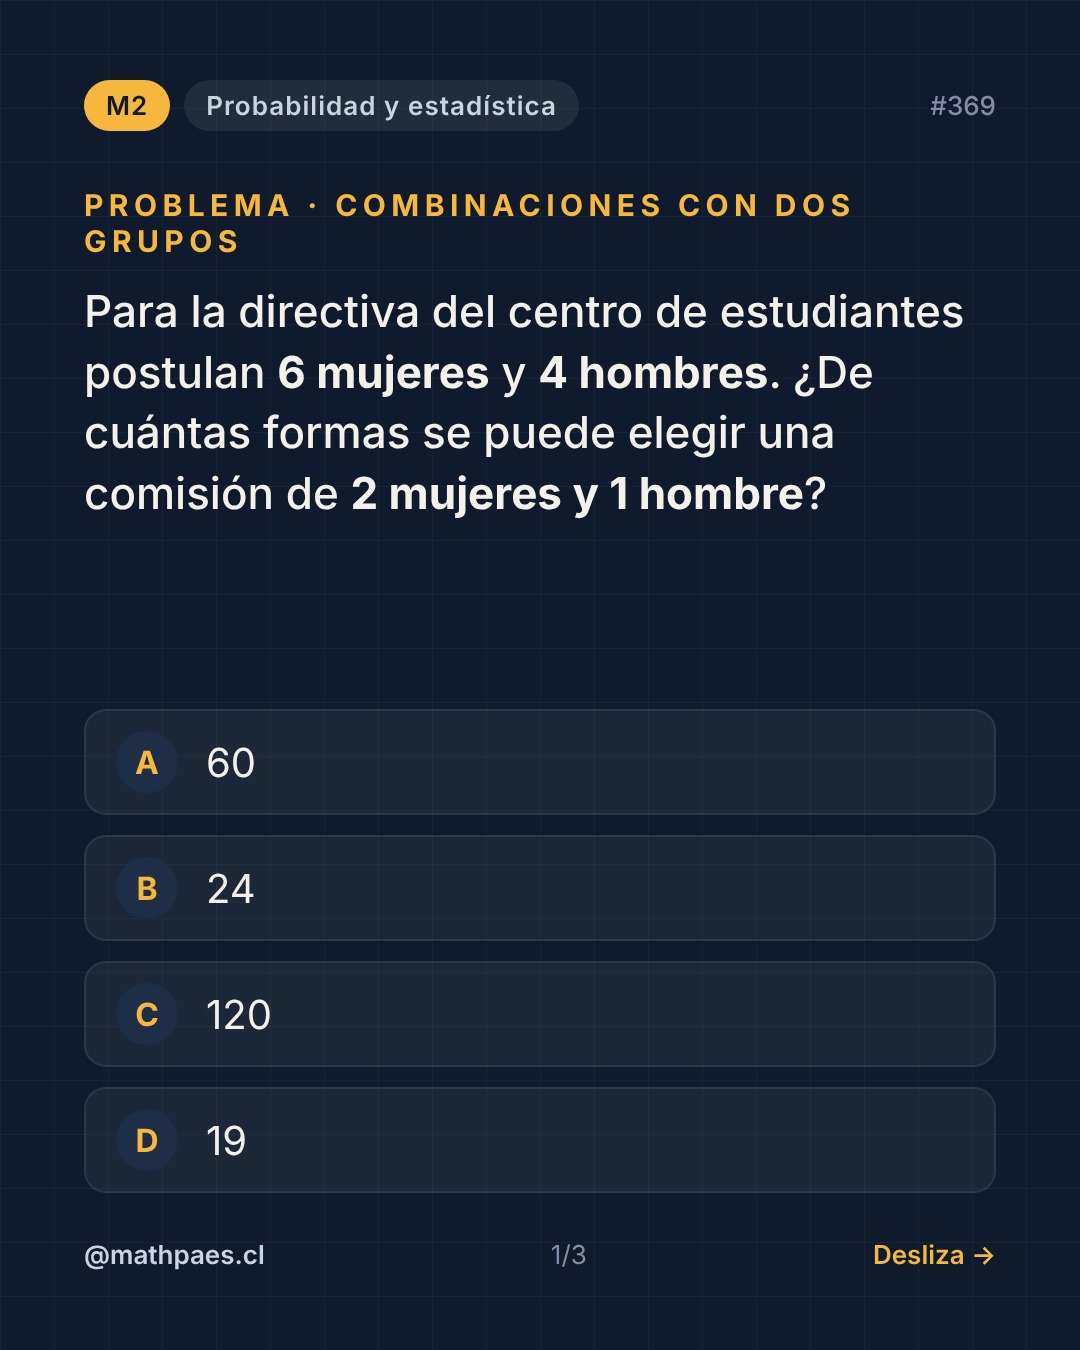 M2 Probabilidad y estadística #369
PROBLEMA · COMBINACIONES CON DOS
GRUPOS
Para la directiva del centro de estudiantes
postulan 6 mujeres y 4 hombres. ¿De
cuántas formas se puede elegir una
comisión de 2 mujeres y 1 hombre?
A 60
B 24
C 120
D 19
@mathpaes.cl 1/3 Desliza →